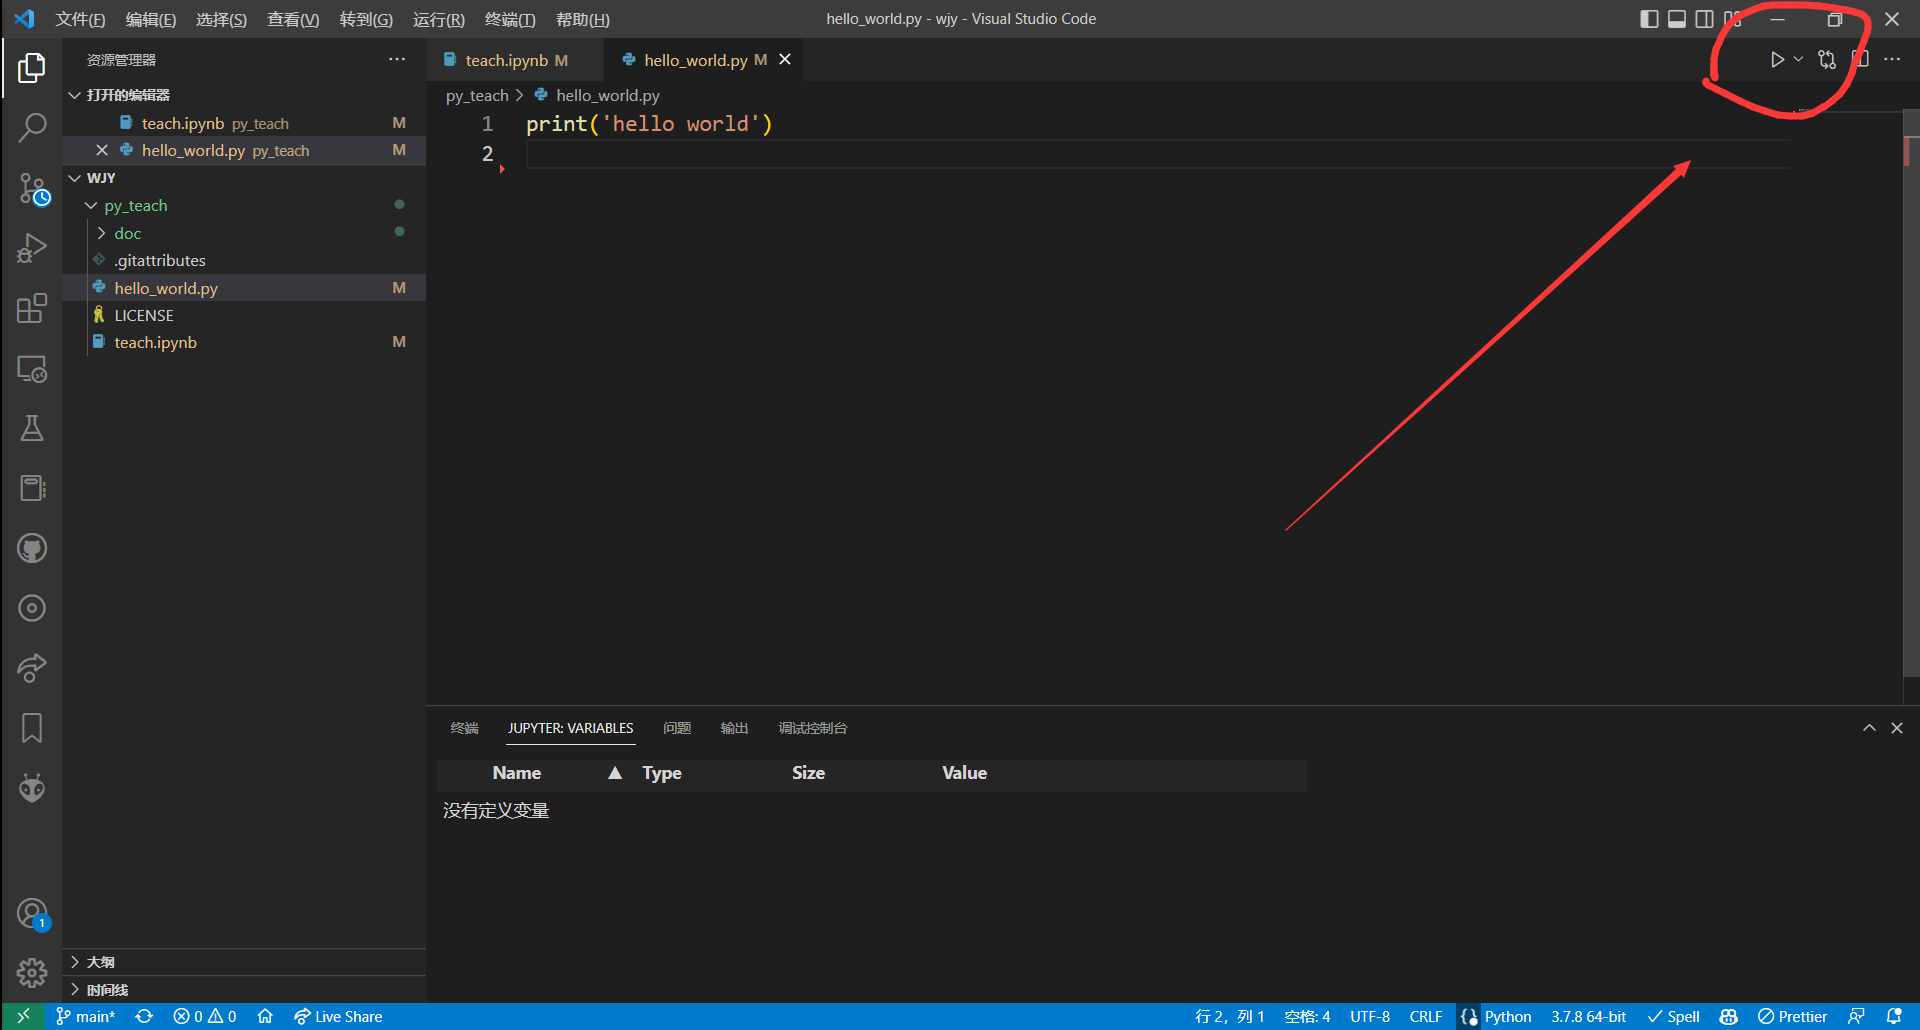 文件(F) 编辑(E) 选择(S) 查看(V) 转到(G) 运行(R) 终端(T) 帮助(H) hello_world.py - wjy - Visual Studio Code
资源管理器 ···
打开的编辑器
teach.ipynb py_teach M
hello_world.py py_teach M
WJY
py_teach
doc
.gitattributes
hello_world.py M
LICENSE
teach.ipynb M
大纲
时间线
teach.ipynb M hello_world.py M
py_teach > hello_world.py
1 print('hello world')
2
终端 JUPYTER: VARIABLES 问题 输出 调试控制台
Name ▲ Type Size Value
没有定义变量
1
main* 0 0 Live Share 行 2，列 1 空格: 4 UTF-8 CRLF {} Python 3.7.8 64-bit Spell Prettier